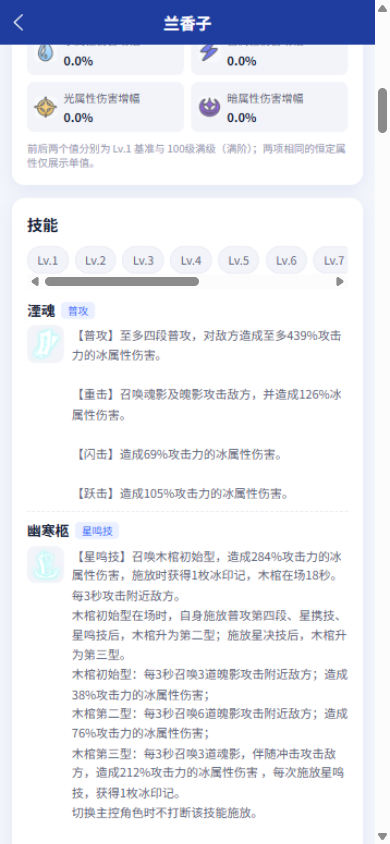 兰香子
0.0%
0.0%
光属性伤害增幅
暗属性伤害增幅
0.0%
0.0%
前后两个值分别为 Lv.1 基准与 100级满级（满阶）；两项相同的恒定属
性仅展示单值。
技能
Lv.1
Lv.2
Lv.3
Lv.4
Lv.5
Lv.6
Lv.7
湮魂
普攻
【普攻】至多四段普攻，对敌方造成至多439%攻击
力的冰属性伤害。
【重击】召唤魂影及魄影攻击敌方，并造成126%冰
属性伤害。
【闪击】造成69%攻击力的冰属性伤害。
【跃击】造成105%攻击力的冰属性伤害。
幽寒柩
星鸣技
【星鸣技】召唤木棺初始型，造成284%攻击力的冰
属性伤害，施放时获得1枚冰印记，木棺在场18秒。
每3秒攻击附近敌方。
木棺初始型在场时，自身施放普攻第四段、星携技、
星鸣技后，木棺升为第二型；施放星决技后，木棺升
为第三型。
木棺初始型：每3秒召唤3道魄影攻击附近敌方；造成
38%攻击力的冰属性伤害；
木棺第二型：每3秒召唤6道魄影攻击附近敌方；造成
76%攻击力的冰属性伤害；
木棺第三型：每3秒召唤3道魂影，伴随冲击攻击敌
方，造成212%攻击力的冰属性伤害 ，每次施放星鸣
技，获得1枚冰印记。
切换主控角色时不打断该技能施放。